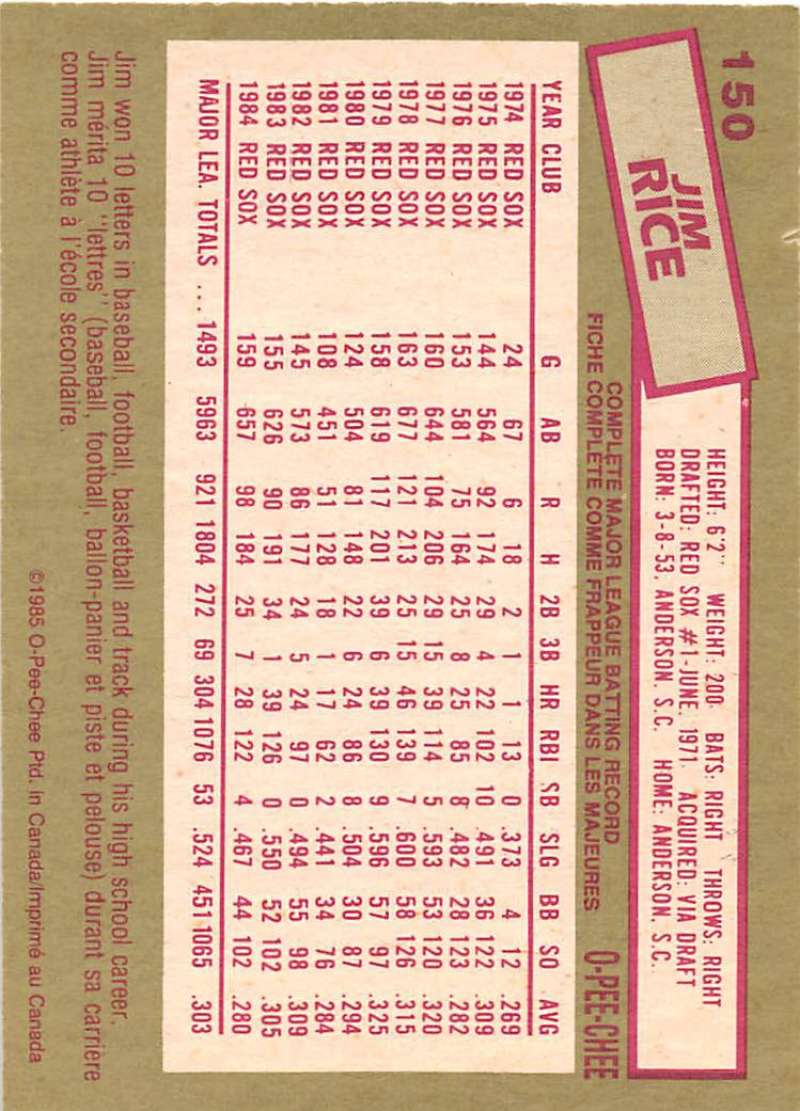 150
JIM
RICE
HEIGHT: 6'2" WEIGHT: 200 BATS: RIGHT THROWS: RIGHT
DRAFTED: RED SOX #1-JUNE, 1971 ACQUIRED: VIA DRAFT
BORN: 3-8-53, ANDERSON, S.C. HOME: ANDERSON, S.C.
COMPLETE MAJOR LEAGUE BATTING RECORD
FICHE COMPLÈTE COMME FRAPPEUR DANS LES MAJEURES
O-PEE-CHEE
YEAR CLUB G AB R H 2B 3B HR RBI SB SLG BB SO AVG
1974 RED SOX 24 67 6 18 2 1 1 13 0 .373 4 12 .269
1975 RED SOX 144 564 92 174 29 4 22 102 10 .491 36 122 .309
1976 RED SOX 153 581 75 164 25 8 25 85 8 .482 28 123 .282
1977 RED SOX 160 644 104 206 29 15 39 114 5 .593 53 120 .320
1978 RED SOX 163 677 121 213 25 15 46 139 7 .600 58 126 .315
1979 RED SOX 158 619 117 201 39 6 39 130 9 .596 57 97 .325
1980 RED SOX 124 504 81 148 22 6 24 86 8 .504 30 87 .294
1981 RED SOX 108 451 51 128 18 1 17 62 2 .441 34 76 .284
1982 RED SOX 145 573 86 177 24 5 24 97 0 .494 55 98 .309
1983 RED SOX 155 626 90 191 34 1 39 126 0 .550 52 102 .305
1984 RED SOX 159 657 98 184 25 7 28 122 4 .467 44 102 .280
MAJOR LEA. TOTALS ... 1493 5963 921 1804 272 69 304 1076 53 .524 451 1065 .303
Jim won 10 letters in baseball, football, basketball and track during his high school career.
Jim mérita 10 "lettres" (baseball, football, ballon-panier et piste et pelouse) durant sa carrière
comme athlète à l'école secondaire.
©1985 O-Pee-Chee Ptd. in Canada/Imprimé au Canada